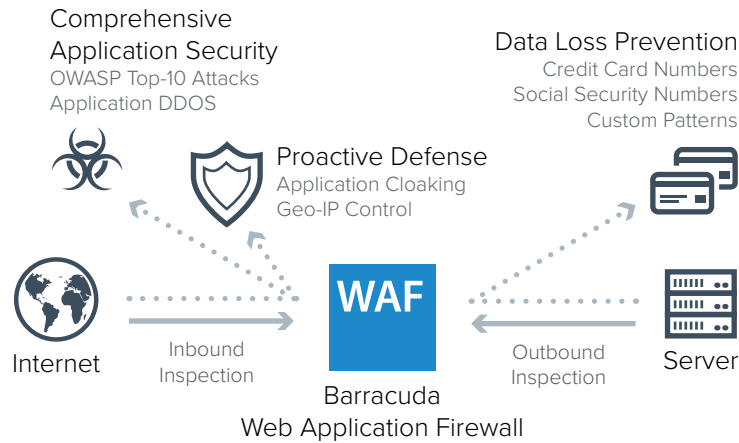 Comprehensive
Application Security
OWASP Top-10 Attacks
Application DDOS
Data Loss Prevention
Credit Card Numbers
Social Security Numbers
Custom Patterns
Proactive Defense
Application Cloaking
Geo-IP Control
WAF
Internet
Inbound
Inspection
Outbound
Inspection
Server
Barracuda
Web Application Firewall